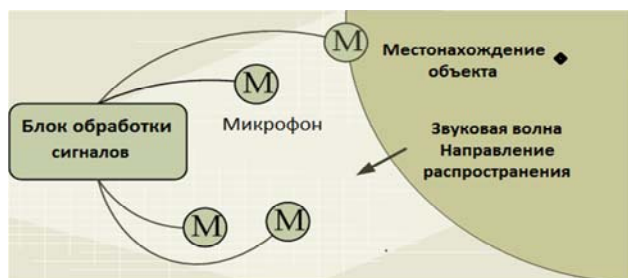 М
Местонахождение
объекта
М
Микрофон
Блок обработки
сигналов
Звуковая волна
Направление
распространения
М
М